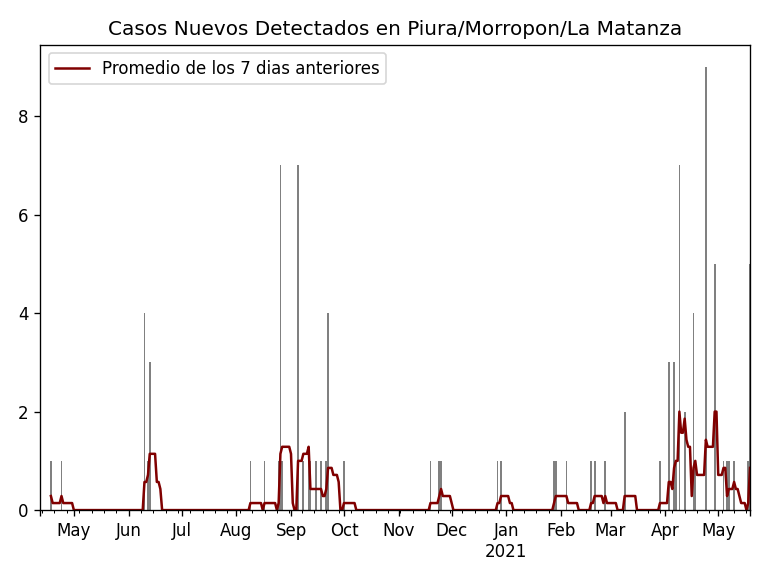 Casos Nuevos Detectados en Piura/Morropon/La Matanza
Promedio de los 7 dias anteriores
8
6
4
2
0
May Jun Jul Aug Sep Oct Nov Dec Jan Feb Mar Apr May
2021